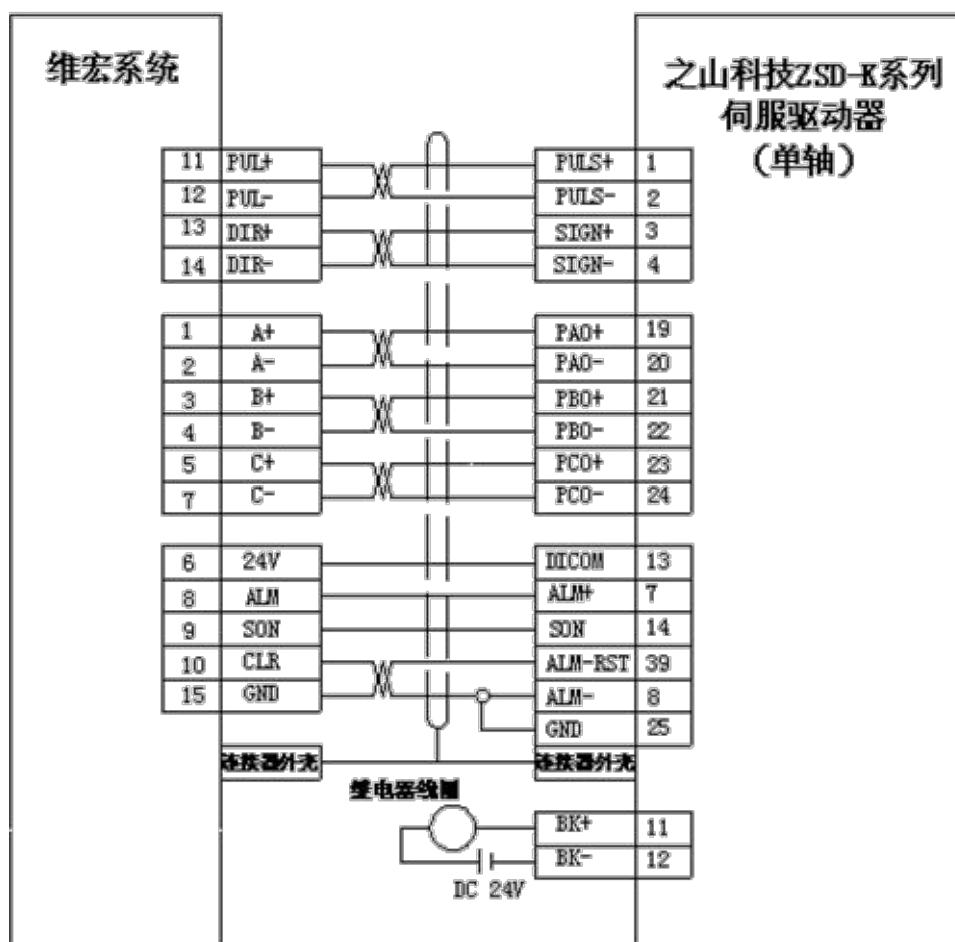 维宏系统
之山科技ZSD-K系列
伺服驱动器
（单轴）
11 PUL+ PULS+ 1
12 PUL- PULS- 2
13 DIR+ SIGN+ 3
14 DIR- SIGN- 4
1 A+ PAO+ 19
2 A- PAO- 20
3 B+ PBO+ 21
4 B- PBO- 22
5 C+ PCO+ 23
7 C- PCO- 24
6 24V DICOM 13
8 ALM ALM+ 7
9 SON SON 14
10 CLR ALM-RST 39
15 GND ALM- 8
GND 25
连接器外壳 连接器外壳
继电器线圈
BK+ 11
BK- 12
DC 24V